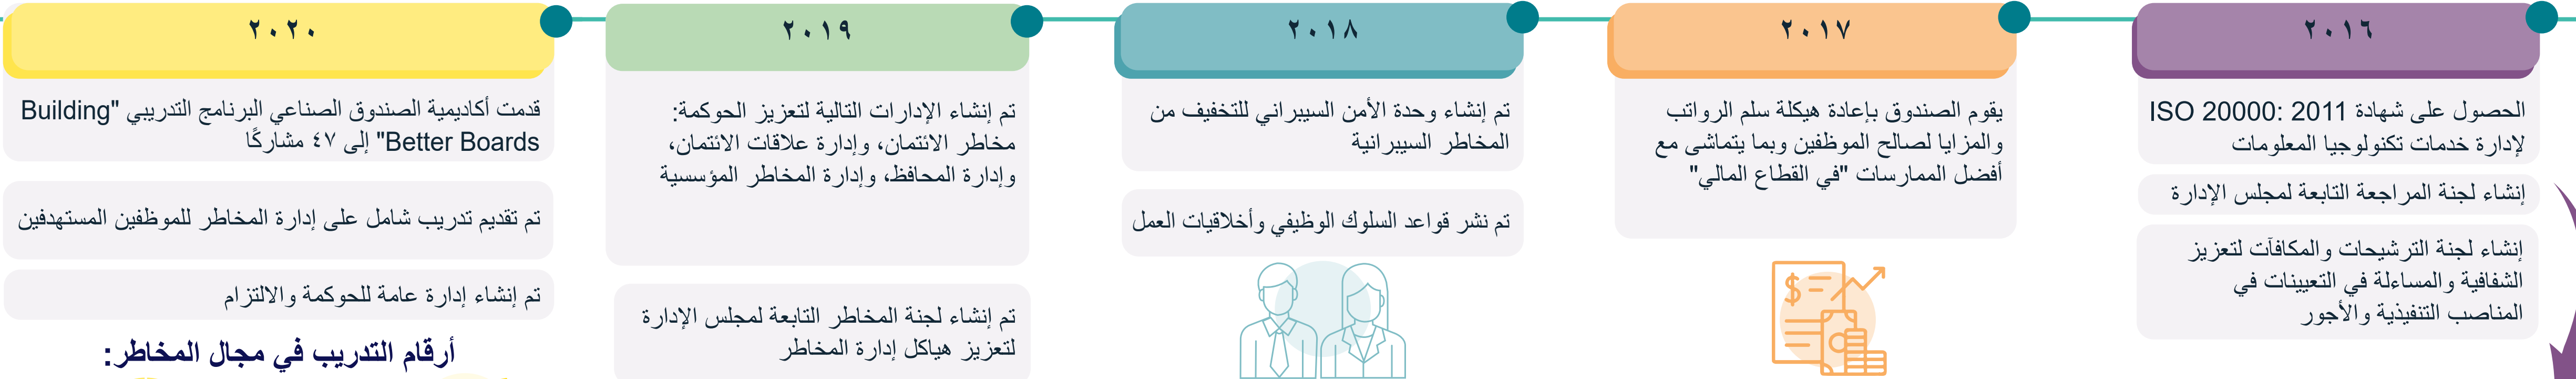 ٢٠١٦
الحصول على شهادة ISO 20000: 2011
لإدارة خدمات تكنولوجيا المعلومات
إنشاء لجنة المراجعة التابعة لمجلس الإدارة
إنشاء لجنة الترشيحات والمكافآت لتعزيز
الشفافية والمساءلة في التعيينات في
المناصب التنفيذية والأجور
٢٠١٧
يقوم الصندوق بإعادة هيكلة سلم الرواتب
والمزايا لصالح الموظفين وبما يتماشى مع
أفضل الممارسات "في القطاع المالي"
٢٠١٨
تم إنشاء وحدة الأمن السيبراني للتخفيف من
المخاطر السيبرانية
تم نشر قواعد السلوك الوظيفي وأخلاقيات العمل
٢٠١٩
تم إنشاء الإدارات التالية لتعزيز الحوكمة:
مخاطر الائتمان، وإدارة علاقات الائتمان،
وإدارة المحافظ، وإدارة المخاطر المؤسسية
تم إنشاء لجنة المخاطر التابعة لمجلس الإدارة
لتعزيز هياكل إدارة المخاطر
٢٠٢٠
قدمت أكاديمية الصندوق الصناعي البرنامج التدريبي "Building
Better Boards" إلى ٤٧ مشاركًا
تم تقديم تدريب شامل على إدارة المخاطر للموظفين المستهدفين
تم إنشاء إدارة عامة للحوكمة والالتزام
أرقام التدريب في مجال المخاطر: